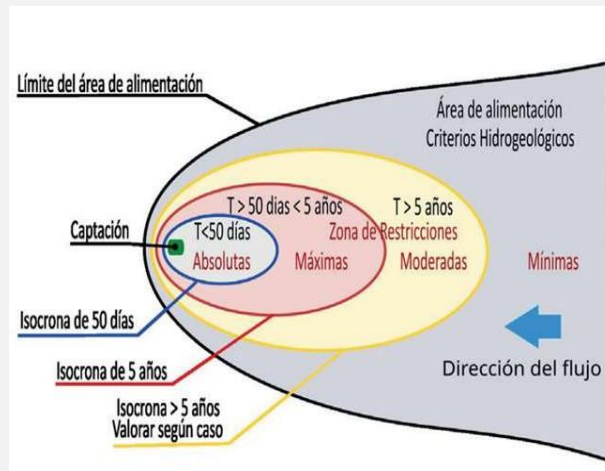 Límite del área de alimentación
Área de alimentación
Criterios Hidrogeológicos
T > 50 dias < 5 años
T > 5 años
Captación
T<50 días
Zona de Restricciones
Absolutas
Máximas
Moderadas
Mínimas
Isocrona de 50 días
Isocrona de 5 años
Dirección del flujo
Isocrona > 5 años
Valorar según caso